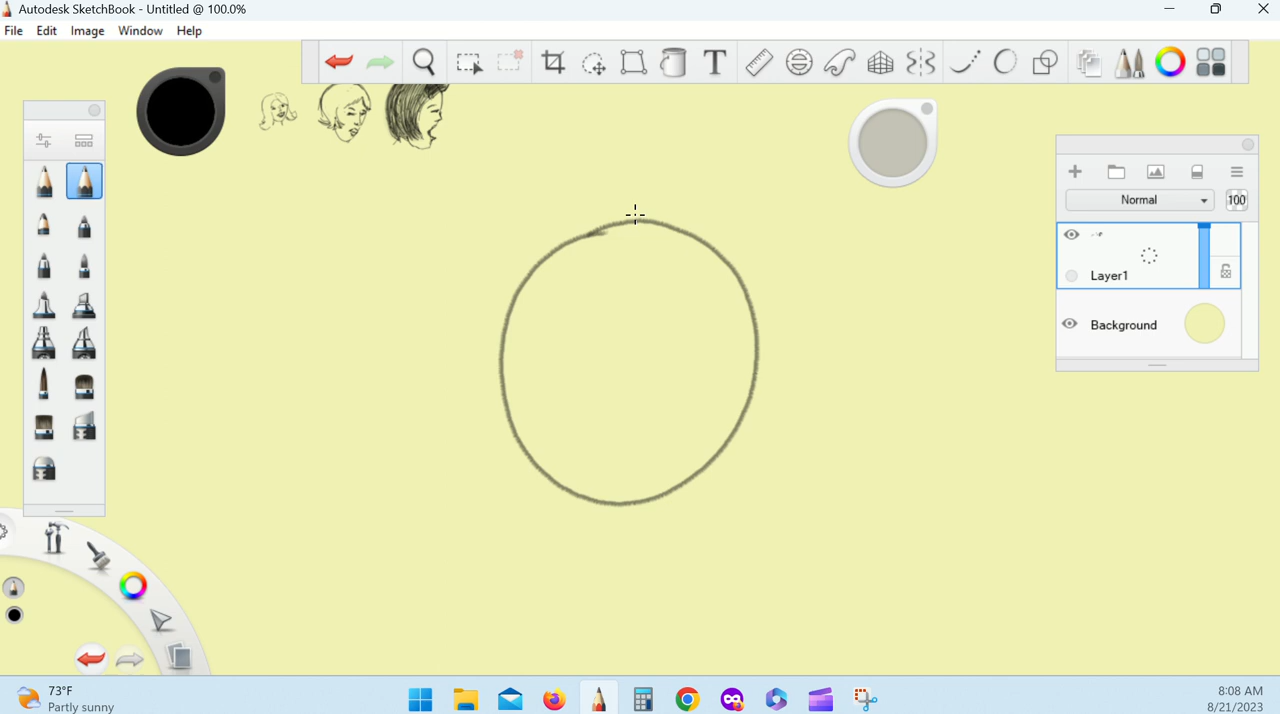 Autodesk SketchBook - Untitled @ 100.0%
File Edit Image Window Help
T
Normal 100
Layer1
Background
73°F
Partly sunny
8:08 AM
8/21/2023